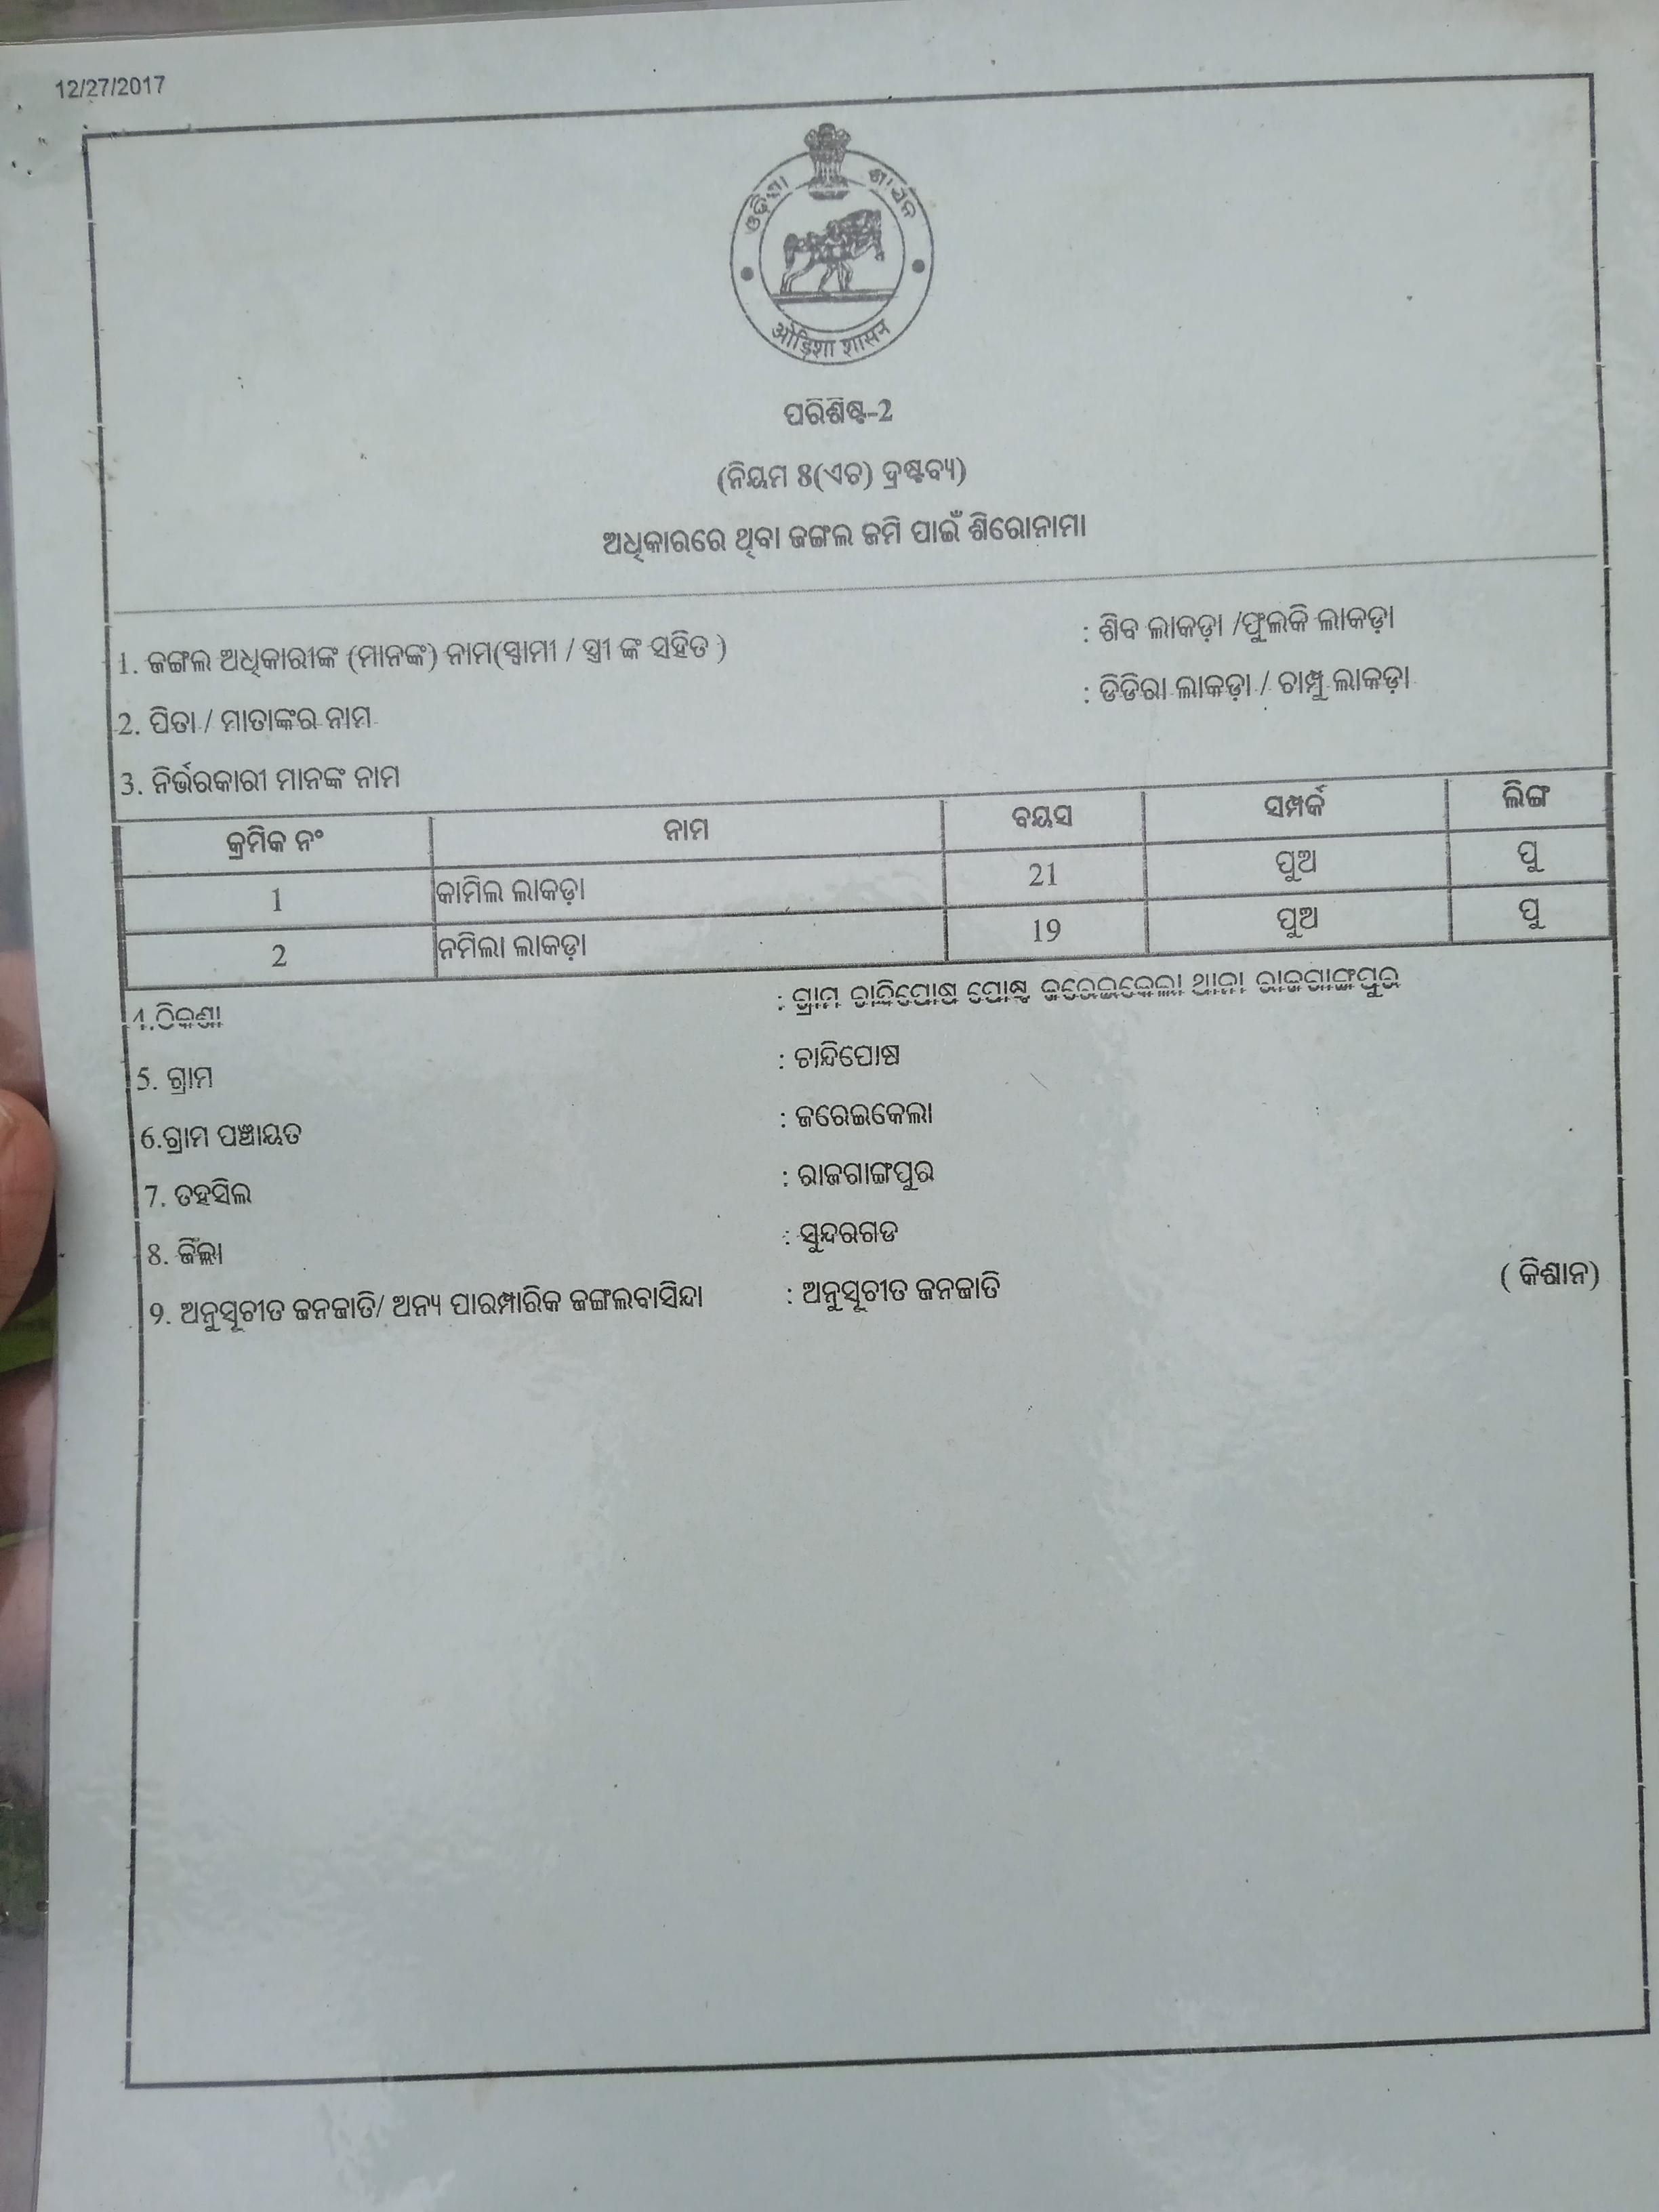 12/27/2017
ଓଡ଼ିଶା ଶାସନ
ओड़िशा शासन
ପରିଶିଷ୍ଟ-2
(ନିୟମ 8(ଏଚ) ଦ୍ରଷ୍ଟବ୍ୟ)
ଅଧିକାରରେ ଥିବା ଜଙ୍ଗଲ ଜମି ପାଇଁ ଶିରୋନାମା
1. ଜଙ୍ଗଲ ଅଧିକାରୀଙ୍କ (ମାନଙ୍କ) ନାମ(ସ୍ଵାମୀ / ସ୍ତ୍ରୀ ଙ୍କ ସହିତ ) : ଶିବ ଲାକଡ଼ା /ଫୁଲକି ଲାକଡ଼ା
2. ପିତା / ମାତାଙ୍କର ନାମ : ଡିଡିରା ଲାକଡ଼ା / ଚାମ୍ପୁ ଲାକଡ଼ା
3. ନିର୍ଭରକାରୀ ମାନଙ୍କ ନାମ
କ୍ରମିକ ନଂ ନାମ ବୟସ ସମ୍ପର୍କ ଲିଙ୍ଗ
1 କାମିଲ ଲାକଡ଼ା 21 ପୁଅ ପୁ
2 ନମିଲା ଲାକଡ଼ା 19 ପୁଅ ପୁ
4.ଠିକଣା : ଗ୍ରାମ ଚାନ୍ଦିପୋଷ ପୋଷ୍ଟ ଜରେଇକେଲା ଥାନା ରାଜଗାଙ୍ଗପୁର
5. ଗ୍ରାମ : ଚାନ୍ଦିପୋଷ
6.ଗ୍ରାମ ପଞ୍ଚାୟତ : ଜରେଇକେଲା
7. ତହସିଲ : ରାଜଗାଙ୍ଗପୁର
8. ଜିଲ୍ଲା : ସୁନ୍ଦରଗଡ
9. ଅନୁସୂଚୀତ ଜନଜାତି/ ଅନ୍ୟ ପାରମ୍ପାରିକ ଜଙ୍ଗଲବାସିନ୍ଦା : ଅନୁସୂଚୀତ ଜନଜାତି ( କିଶାନ)